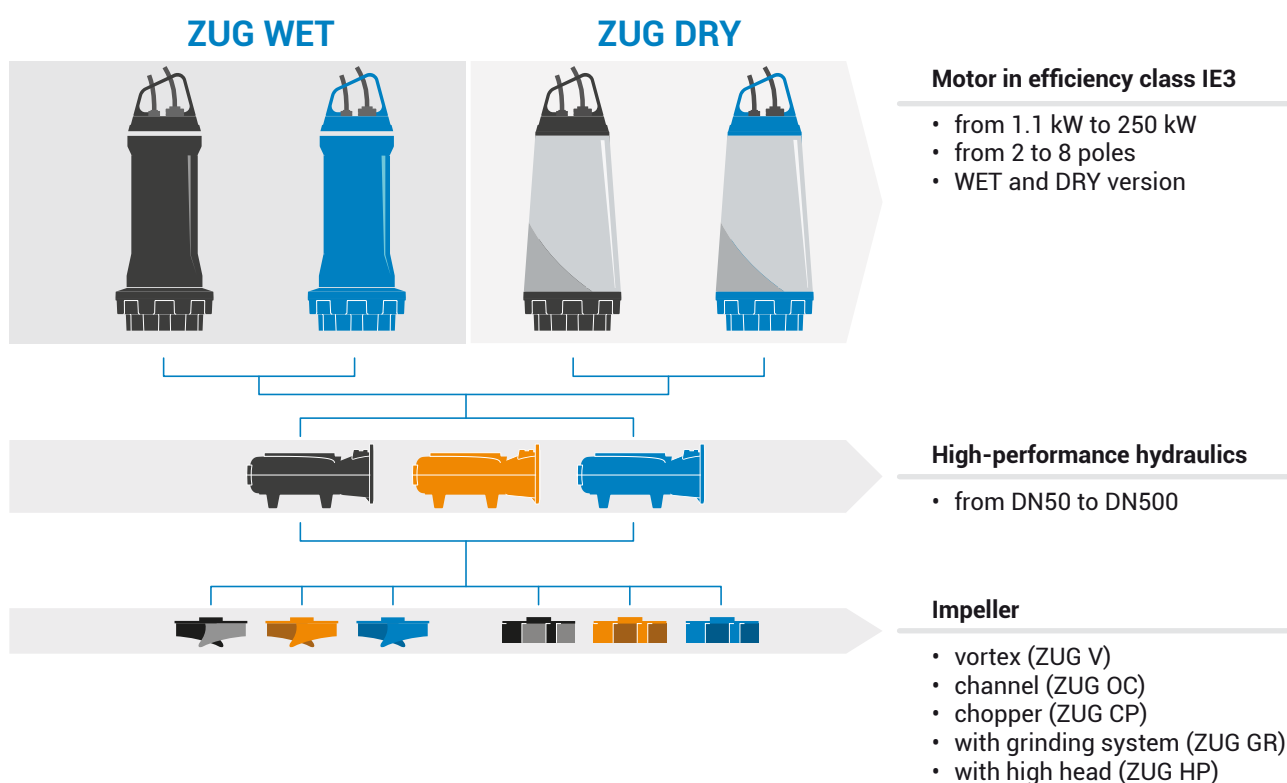 ZUG WET
ZUG DRY
Motor in efficiency class IE3
• from 1.1 kW to 250 kW
• from 2 to 8 poles
• WET and DRY version
High-performance hydraulics
• from DN50 to DN500
Impeller
• vortex (ZUG V)
• channel (ZUG OC)
• chopper (ZUG CP)
• with grinding system (ZUG GR)
• with high head (ZUG HP)